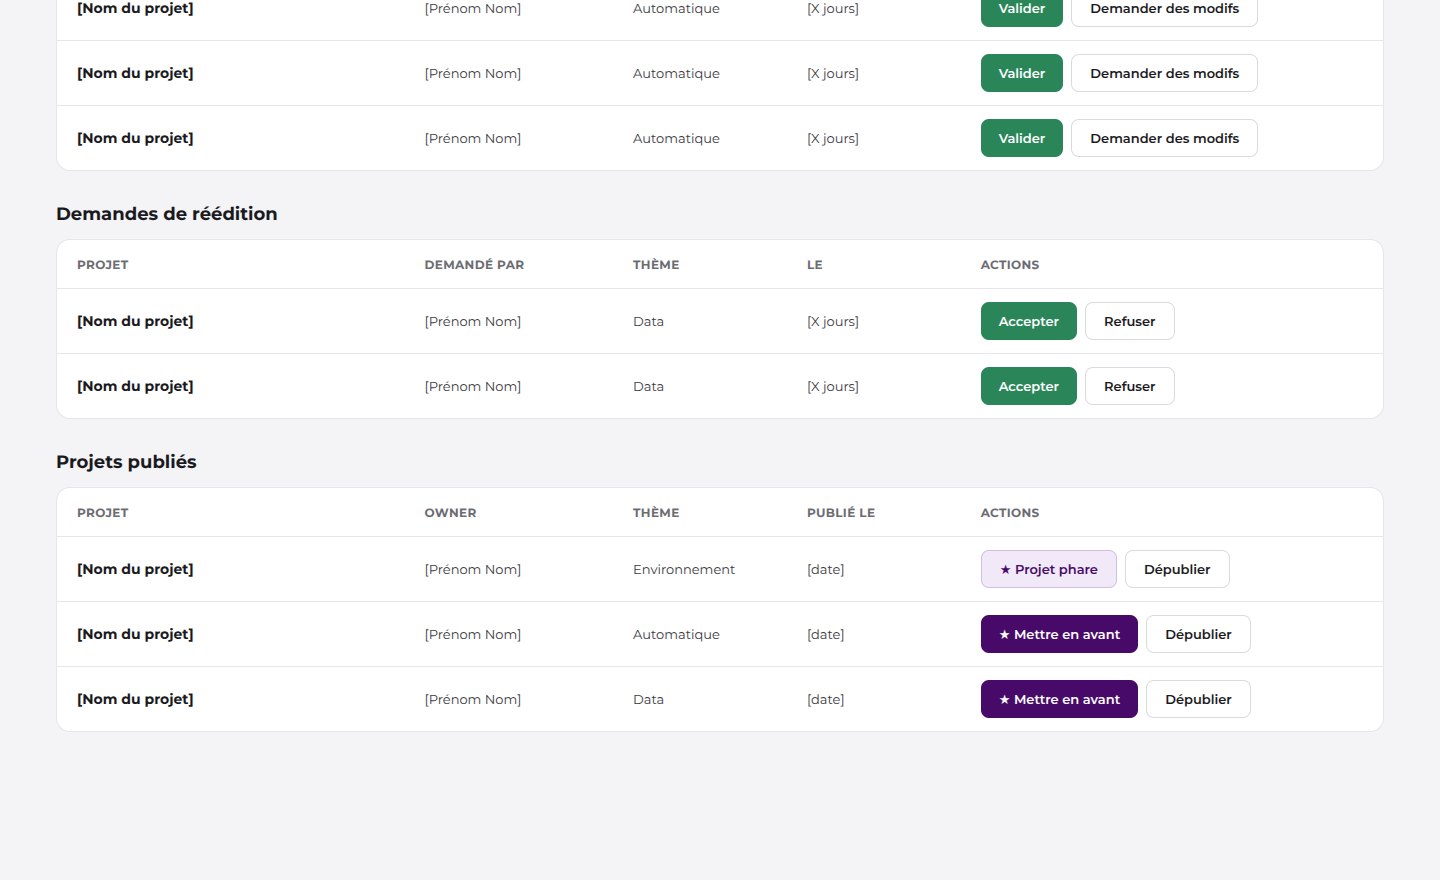 [Nom du projet] [Prénom Nom] Automatique [X jours] Valider Demander des modifs
[Nom du projet] [Prénom Nom] Automatique [X jours] Valider Demander des modifs
[Nom du projet] [Prénom Nom] Automatique [X jours] Valider Demander des modifs
Demandes de réédition
PROJET DEMANDÉ PAR THÈME LE ACTIONS
[Nom du projet] [Prénom Nom] Data [X jours] Accepter Refuser
[Nom du projet] [Prénom Nom] Data [X jours] Accepter Refuser
Projets publiés
PROJET OWNER THÈME PUBLIÉ LE ACTIONS
[Nom du projet] [Prénom Nom] Environnement [date] ★ Projet phare Dépublier
[Nom du projet] [Prénom Nom] Automatique [date] ★ Mettre en avant Dépublier
[Nom du projet] [Prénom Nom] Data [date] ★ Mettre en avant Dépublier